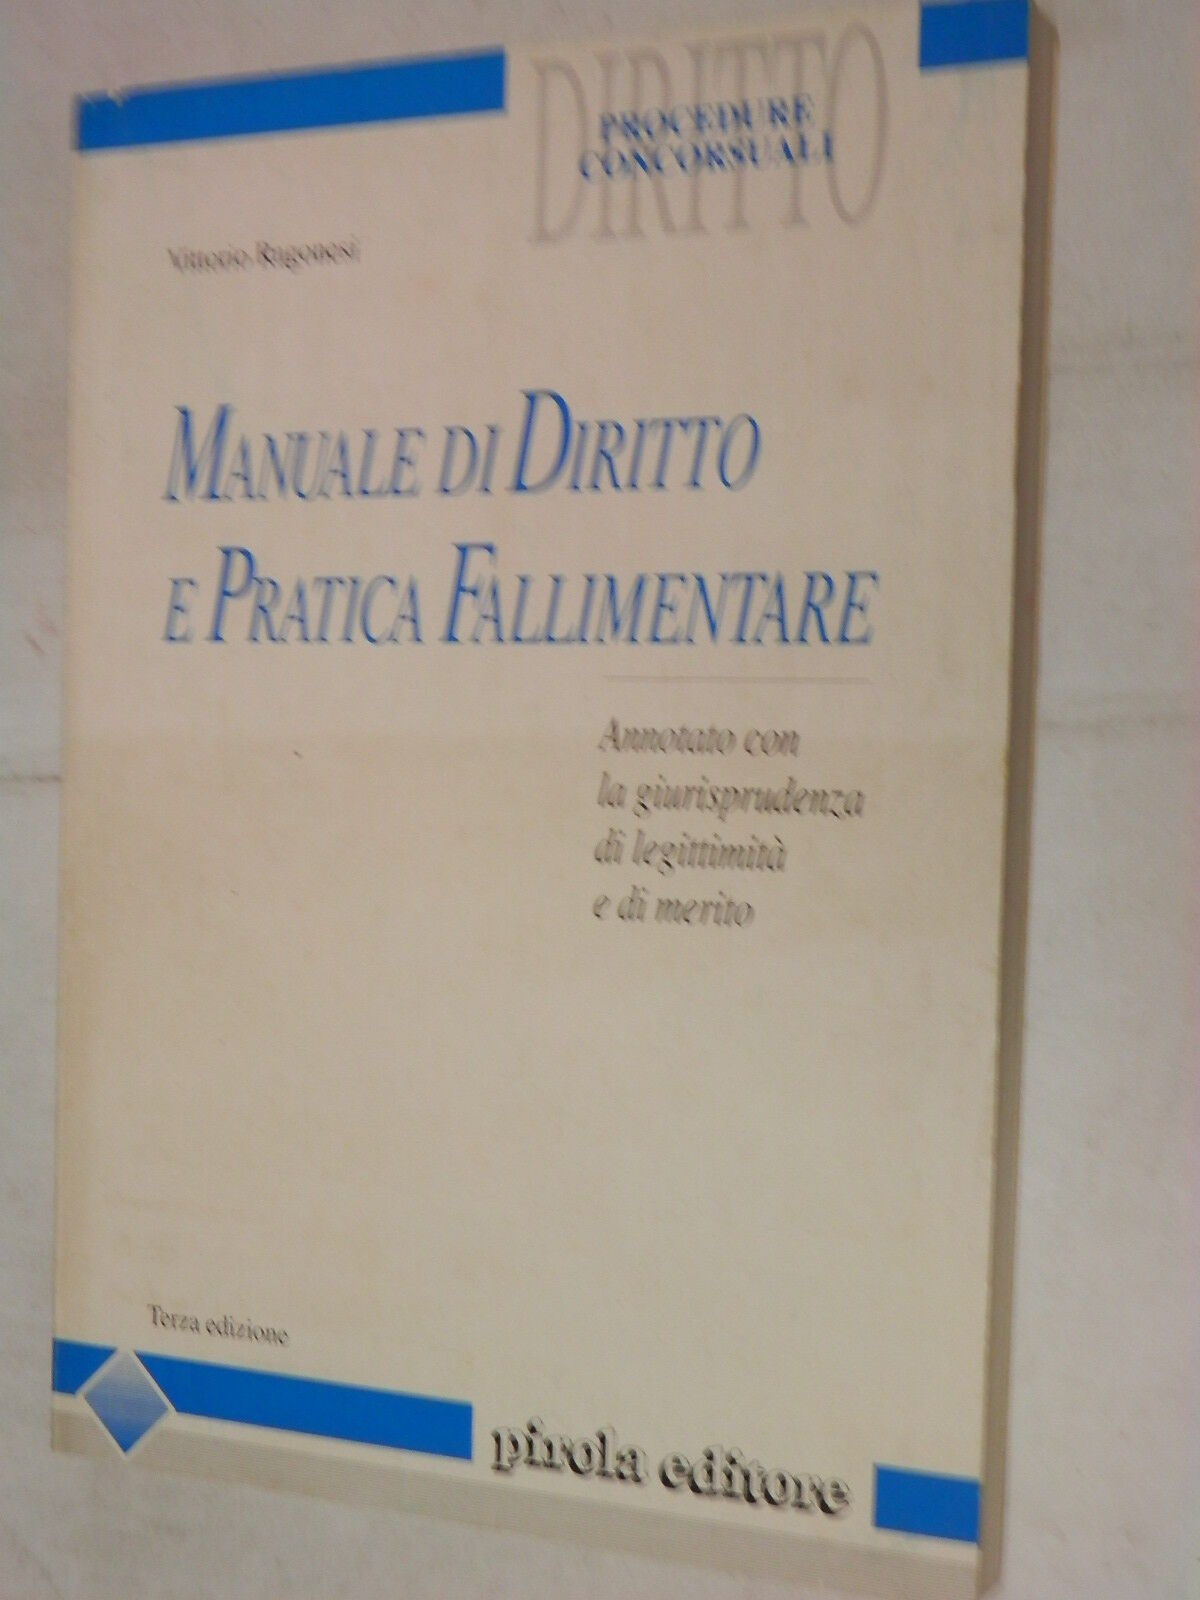 DIRITTO
PROCEDURE
CONCORSUALI
Vittorio Rugonesi
MANUALE DI DIRITTO
E PRATICA FALLIMENTARE
Annotato con
la giurisprudenza
di legittimità
e di merito
Terza edizione
pirola editore